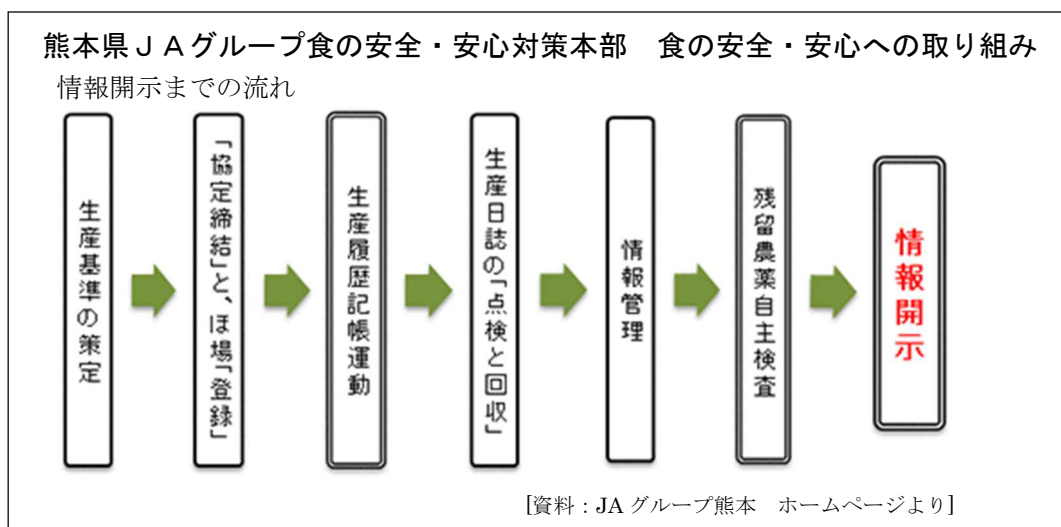 熊本県ＪＡグループ食の安全・安心対策本部　食の安全・安心への取り組み
情報開示までの流れ
生産基準の策定
「協定締結」と、ほ場「登録」
生産履歴記帳運動
生産日誌の「点検と回収」
情報管理
残留農薬自主検査
情報開示
[資料：JA グループ熊本　ホームページより]